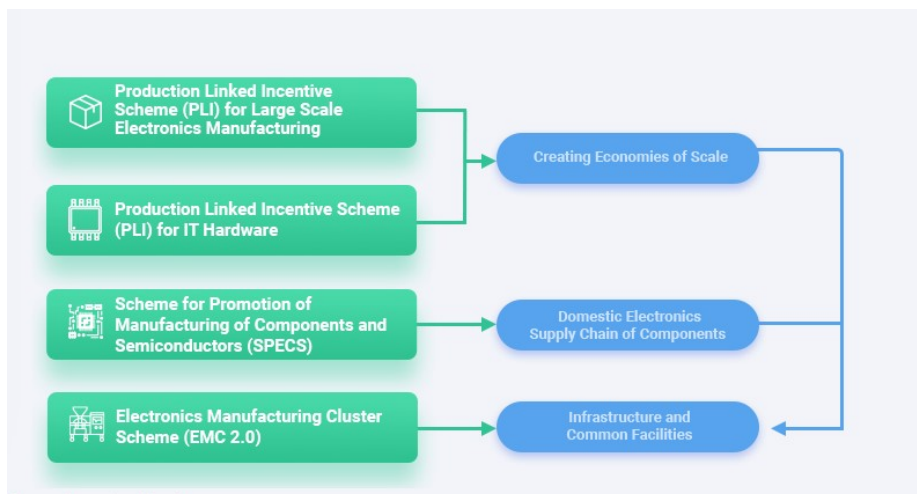 Production Linked Incentive
Scheme (PLI) for Large Scale
Electronics Manufacturing
Creating Economies of Scale
Production Linked Incentive Scheme
(PLI) for IT Hardware
Scheme for Promotion of
Manufacturing of Components and
Semiconductors (SPECS)
Domestic Electronics
Supply Chain of Components
Electronics Manufacturing Cluster
Scheme (EMC 2.0)
Infrastructure and
Common Facilities